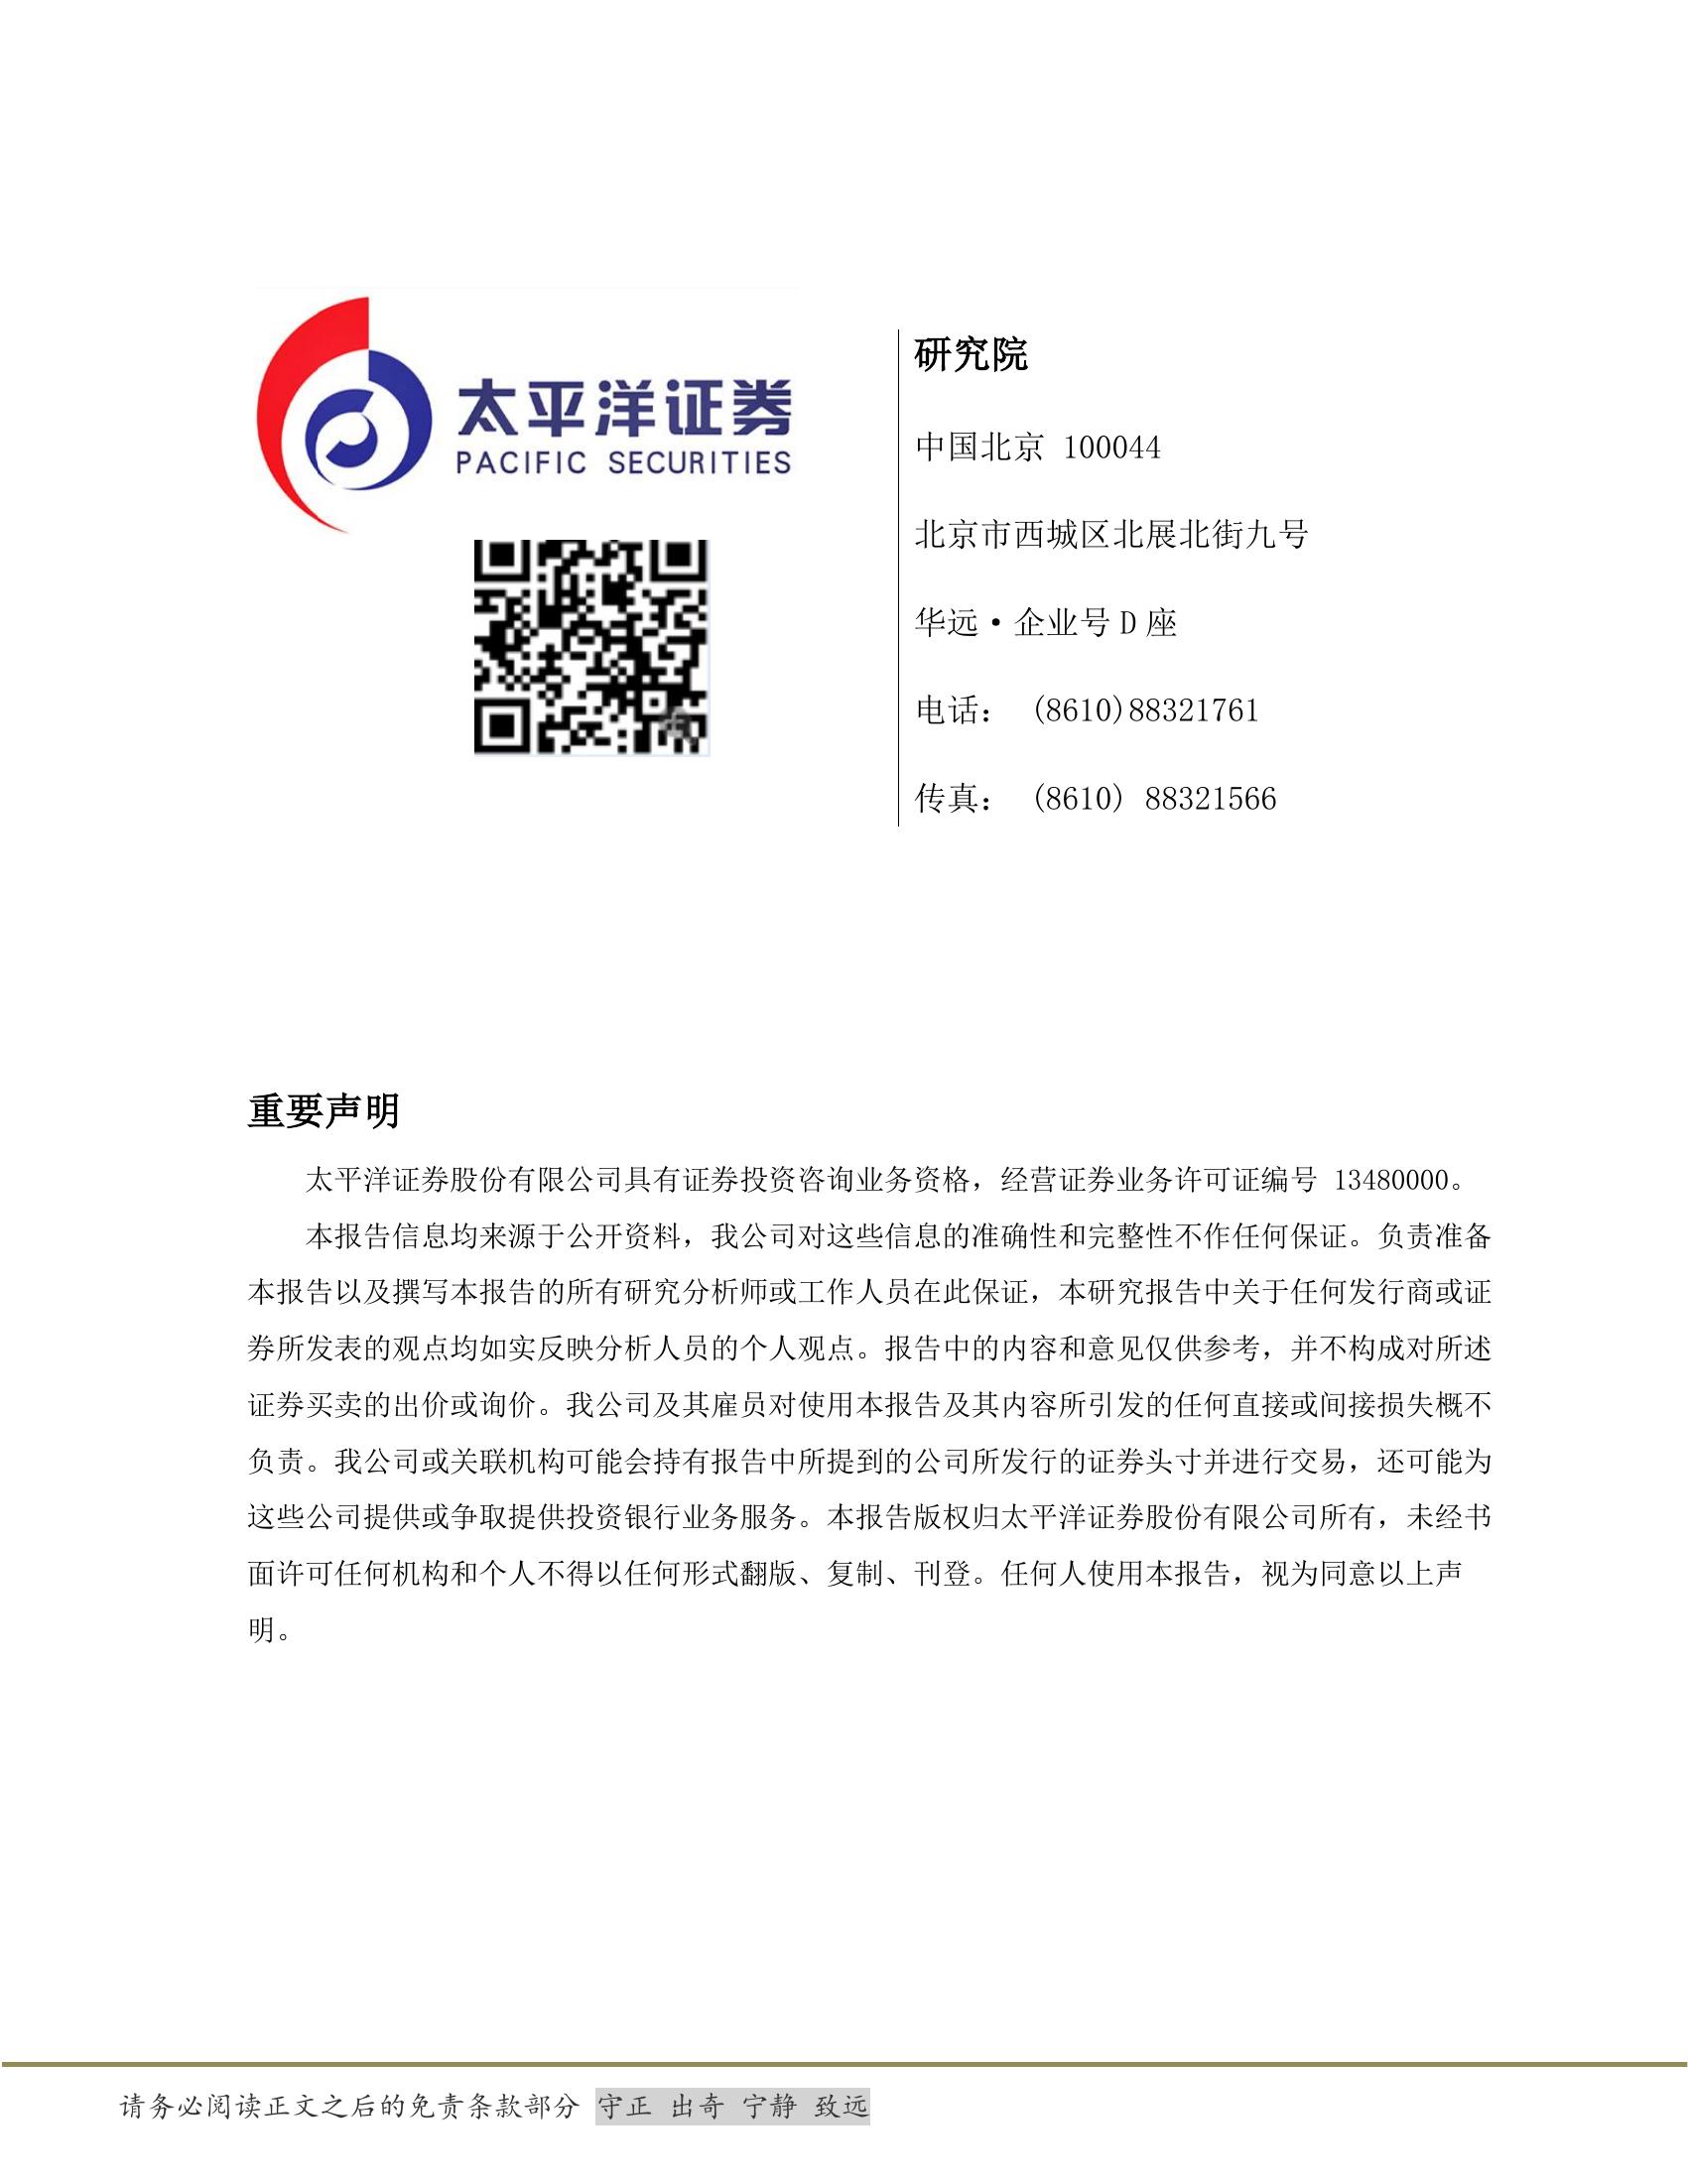 太平洋证券
PACIFIC SECURITIES
研究院
中国北京 100044
北京市西城区北展北街九号
华远·企业号 D 座
电话： (8610)88321761
传真： (8610) 88321566
重要声明
太平洋证券股份有限公司具有证券投资咨询业务资格，经营证券业务许可证编号 13480000。
本报告信息均来源于公开资料，我公司对这些信息的准确性和完整性不作任何保证。负责准备
本报告以及撰写本报告的所有研究分析师或工作人员在此保证，本研究报告中关于任何发行商或证
券所发表的观点均如实反映分析人员的个人观点。报告中的内容和意见仅供参考，并不构成对所述
证券买卖的出价或询价。我公司及其雇员对使用本报告及其内容所引发的任何直接或间接损失概不
负责。我公司或关联机构可能会持有报告中所提到的公司所发行的证券头寸并进行交易，还可能为
这些公司提供或争取提供投资银行业务服务。本报告版权归太平洋证券股份有限公司所有，未经书
面许可任何机构和个人不得以任何形式翻版、复制、刊登。任何人使用本报告，视为同意以上声
明。
请务必阅读正文之后的免责条款部分 守正 出奇 宁静 致远